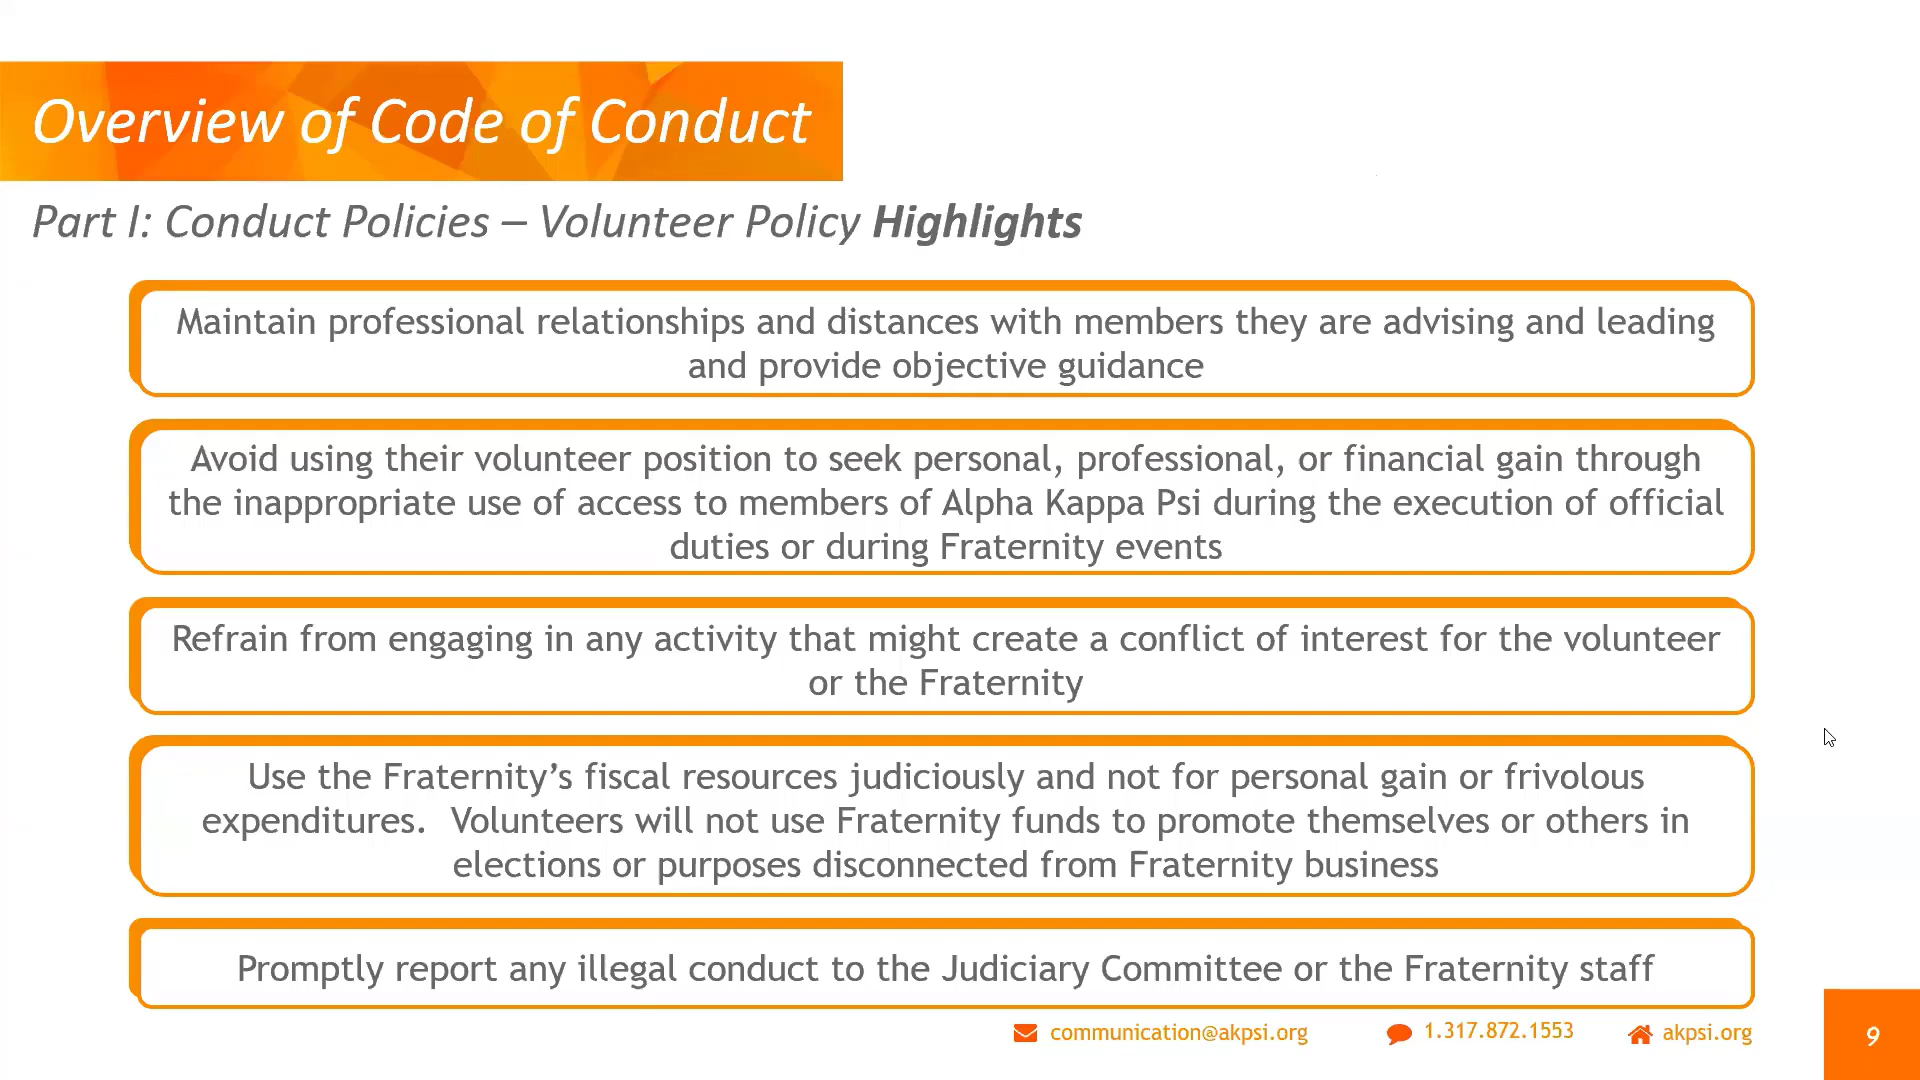 Overview of Code of Conduct
Part I: Conduct Policies – Volunteer Policy Highlights
Maintain professional relationships and distances with members they are advising and leading
and provide objective guidance
Avoid using their volunteer position to seek personal, professional, or financial gain through
the inappropriate use of access to members of Alpha Kappa Psi during the execution of official
duties or during Fraternity events
Refrain from engaging in any activity that might create a conflict of interest for the volunteer
or the Fraternity
Use the Fraternity’s fiscal resources judiciously and not for personal gain or frivolous
expenditures.  Volunteers will not use Fraternity funds to promote themselves or others in
elections or purposes disconnected from Fraternity business
Promptly report any illegal conduct to the Judiciary Committee or the Fraternity staff
communication@akpsi.org 1.317.872.1553 akpsi.org 9